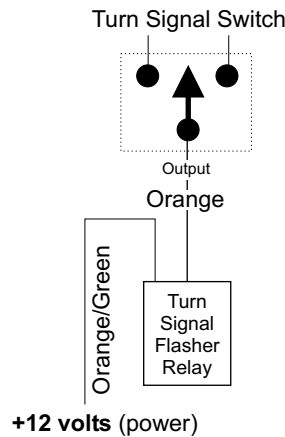 Turn Signal Switch
Output
Orange
Orange/Green
Turn
Signal
Flasher
Relay
+12 volts (power)